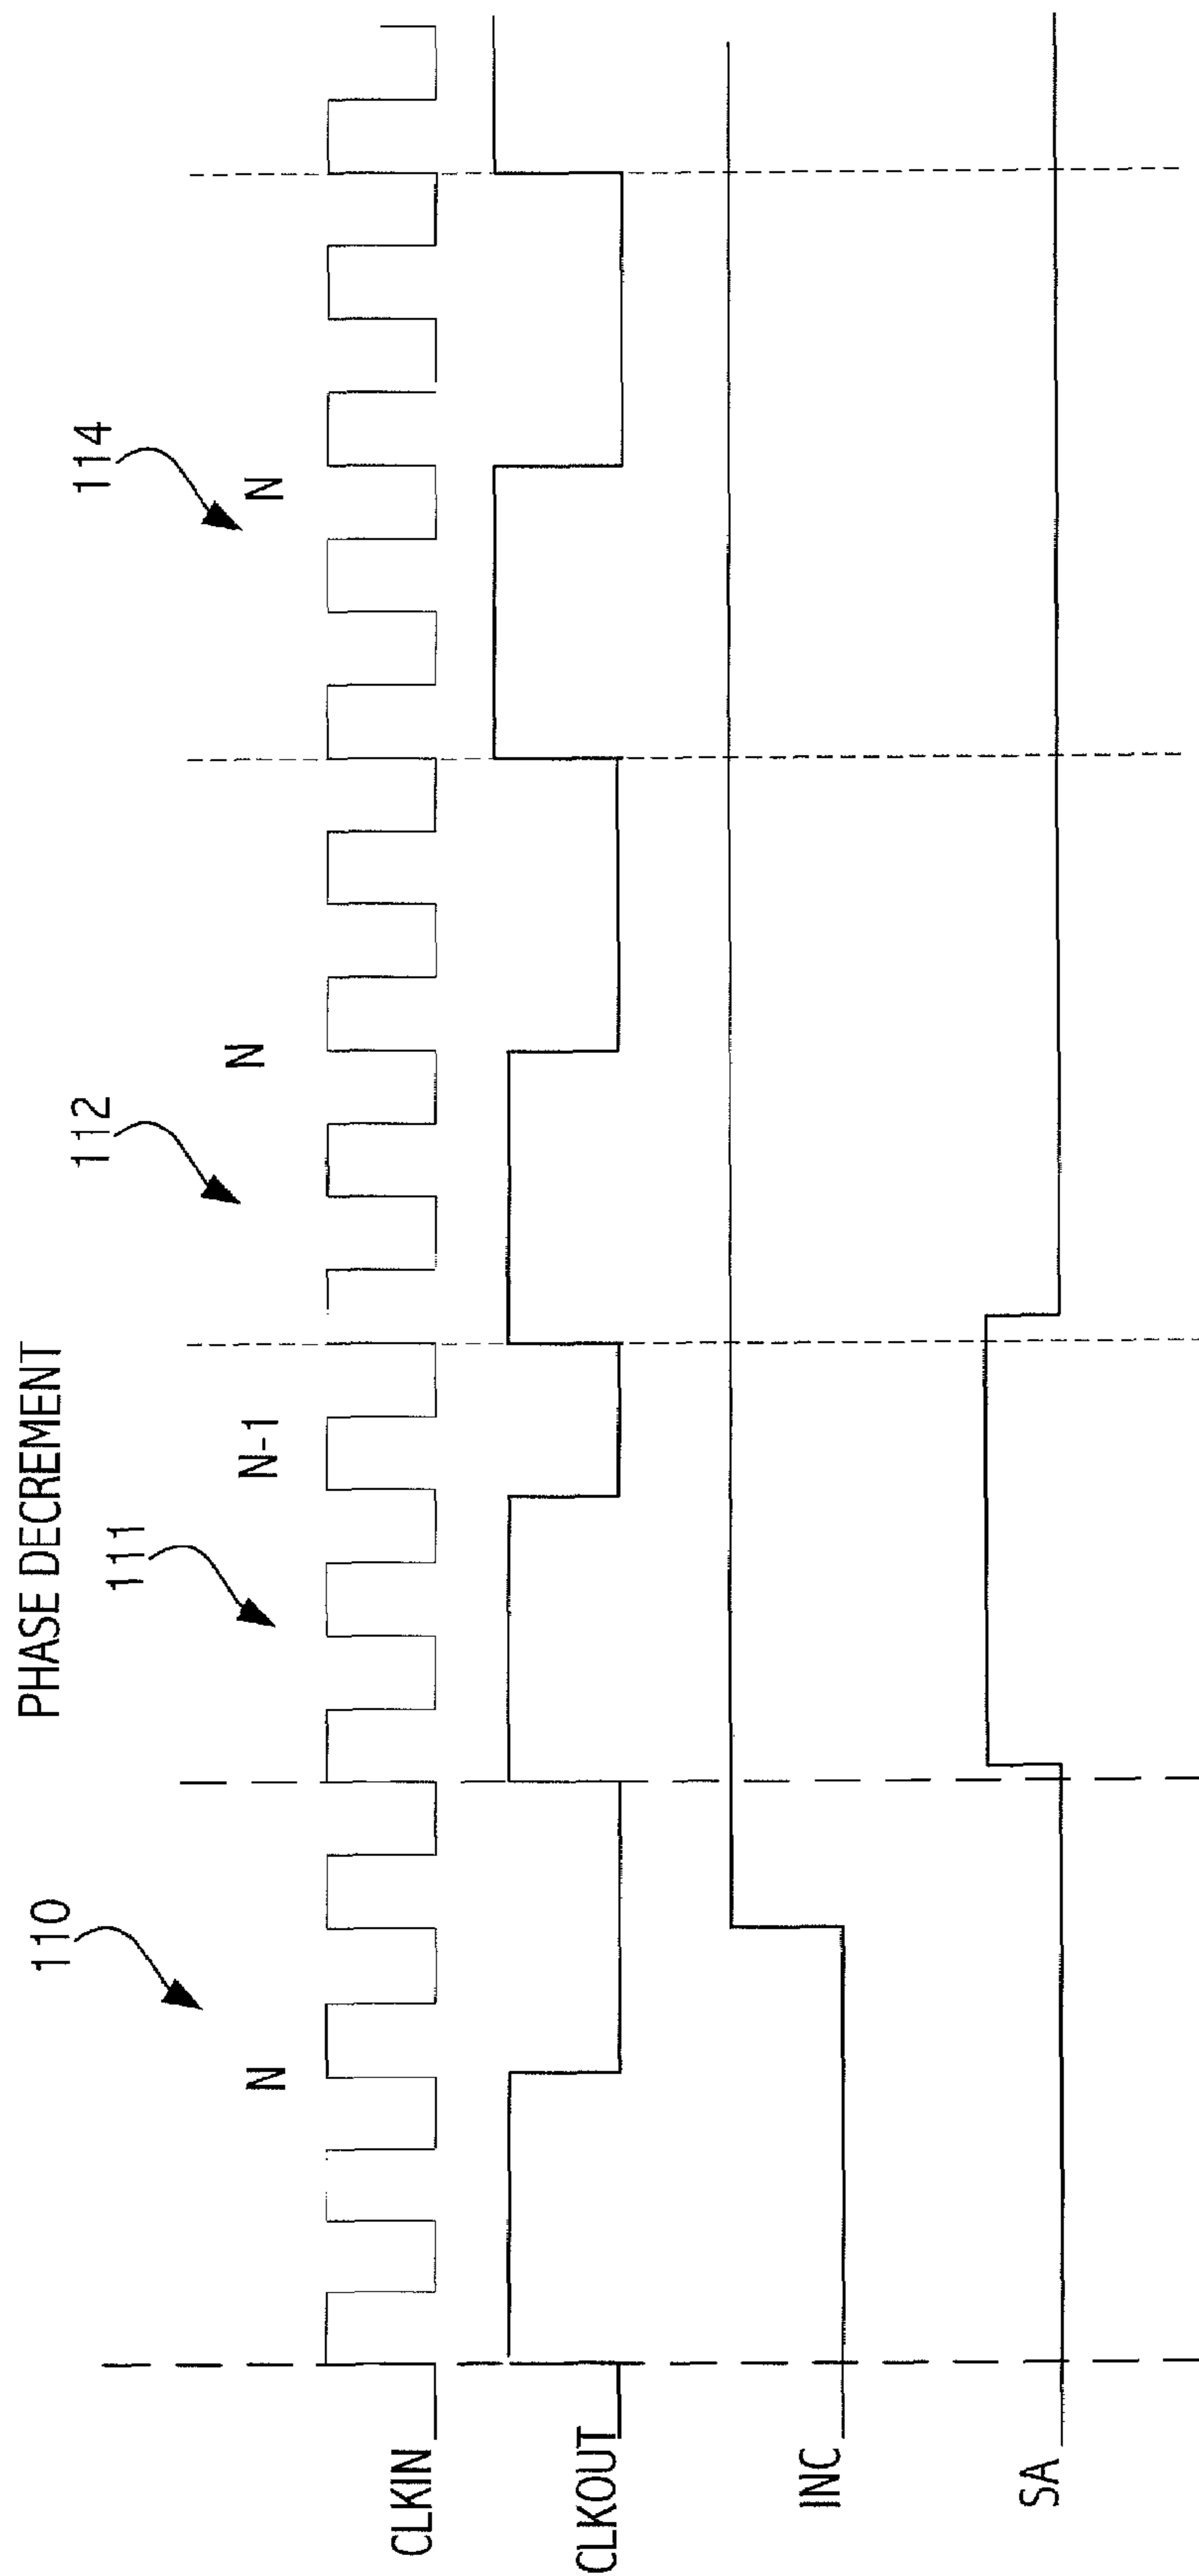 PHASE DECREMENT
110
111
112
114
N
N-1
N
N
CLKIN
CLKOUT
INC
SA